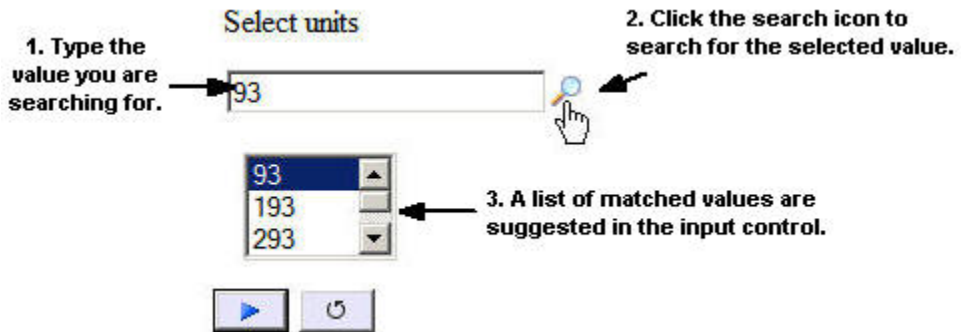 Select units
1. Type the
value you are
searching for.
2. Click the search icon to
search for the selected value.
93
93
193
293
3. A list of matched values are
suggested in the input control.